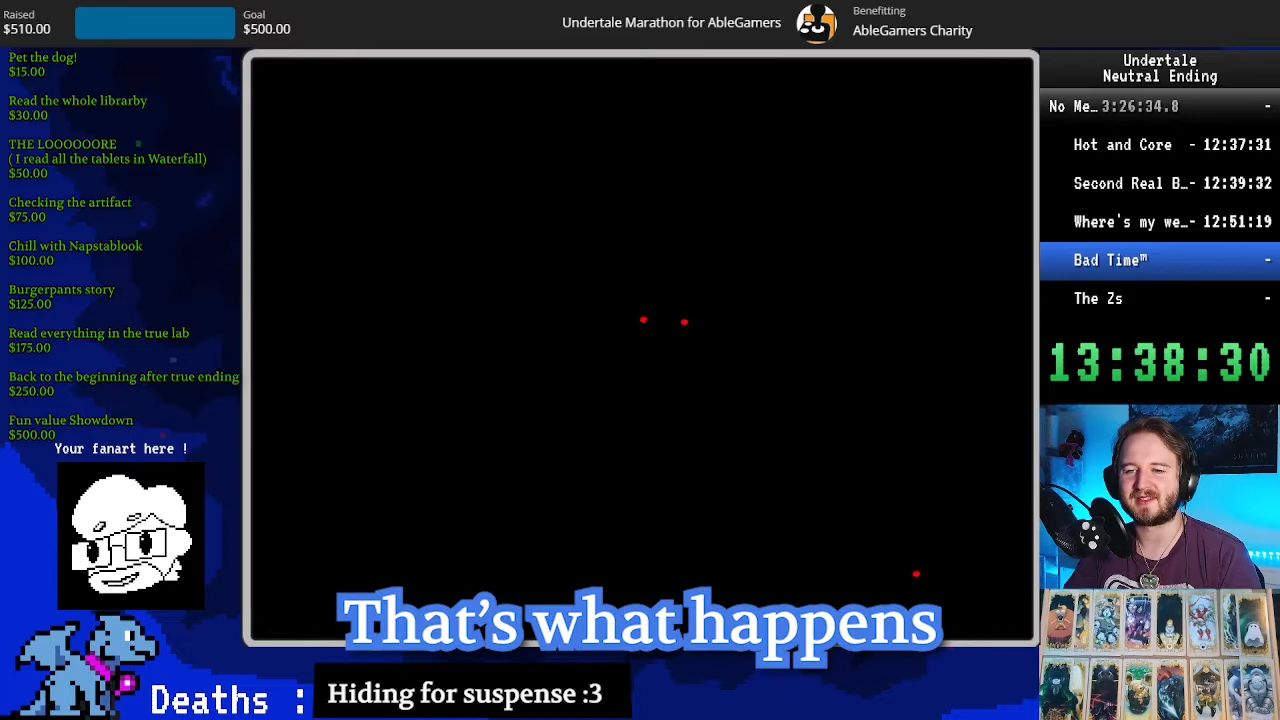 Raised
$510.00
Goal
$500.00
Undertale Marathon for AbleGamers
Benefitting
AbleGamers Charity
Pet the dog!
$15.00
Read the whole librarby
$30.00
THE LOOOOOORE
( I read all the tablets in Waterfall)
$50.00
Checking the artifact
$75.00
Chill with Napstablook
$100.00
Burgerpants story
$125.00
Read everything in the true lab
$175.00
Back to the beginning after true ending
$250.00
Fun value Showdown
$500.00
Your fanart here !
Deaths :
Hiding for suspense :3
That's what happens
Undertale
Neutral Ending
No Me… 3:26:34.8 -
Hot and Core - 12:37:31
Second Real B…- 12:39:32
Where's my we…- 12:51:19
Bad Time™ -
The Zs -
13:38:30